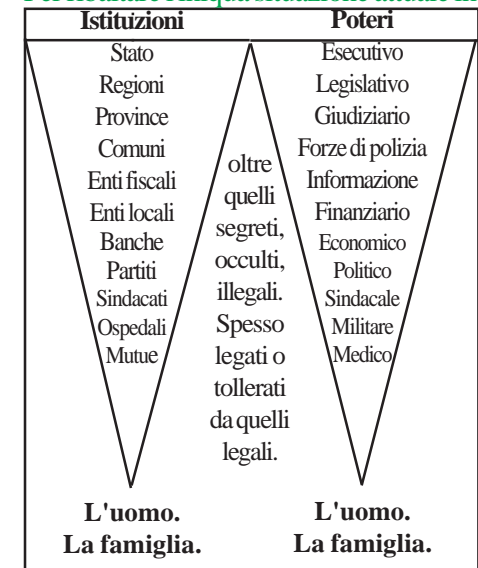 Istituzioni
Stato
Regioni
Province
Comuni
Enti fiscali
Enti locali
Banche
Partiti
Sindacati
Ospedali
Mutue
L'uomo.
La famiglia.
oltre
quelli
segreti,
occulti,
illegali.
Spesso
legati o
tollerati
da quelli
legali.
Poteri
Esecutivo
Legislativo
Giudiziario
Forze di polizia
Informazione
Finanziario
Economico
Politico
Sindacale
Militare
Medico
L'uomo.
La famiglia.